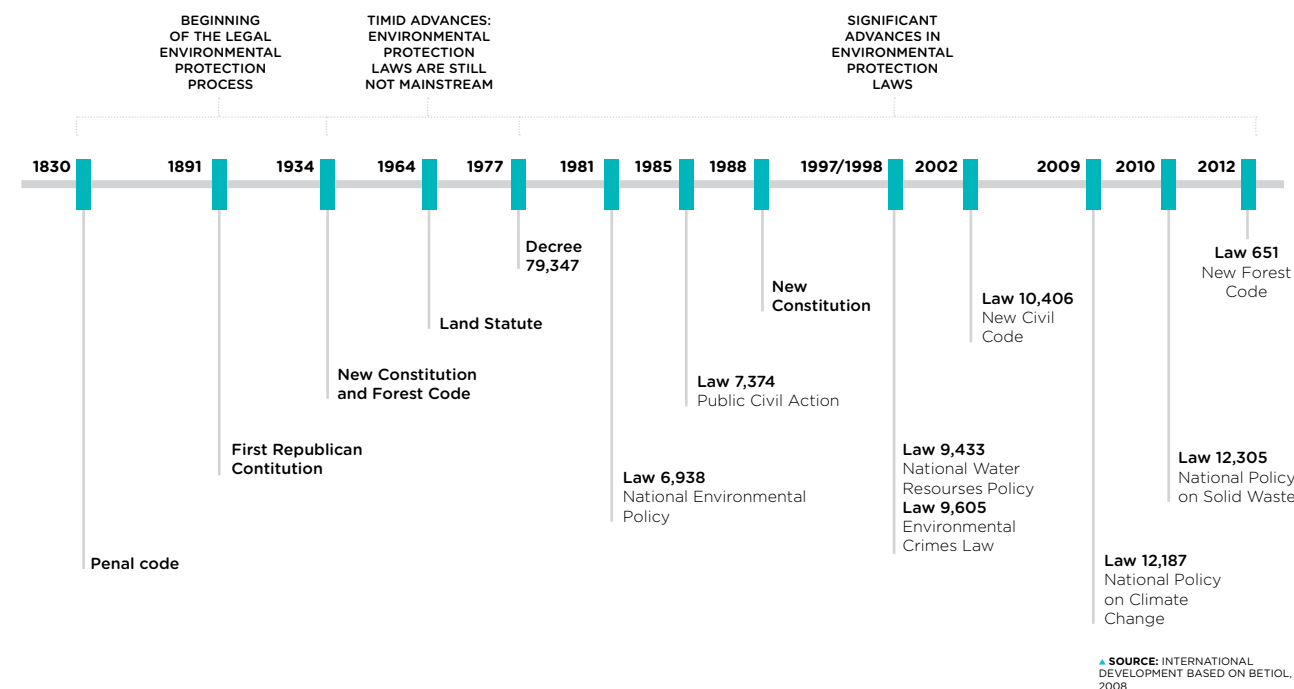 BEGINNING
OF THE LEGAL
ENVIRONMENTAL
PROTECTION
PROCESS
TIMID ADVANCES:
ENVIRONMENTAL
PROTECTION
LAWS ARE STILL
NOT MAINSTREAM
SIGNIFICANT
ADVANCES IN
ENVIRONMENTAL
PROTECTION
LAWS
1830
1891
1934
1964
1977
1981
1985
1988
1997/1998
2002
2009
2010
2012
Penal code
First Republican
Contitution
New Constitution
and Forest Code
Land Statute
Decree
79,347
Law 6,938
National Environmental
Policy
Law 7,374
Public Civil Action
New
Constitution
Law 9,433
National Water
Resourses Policy
Law 9,605
Environmental
Crimes Law
Law 10,406
New Civil
Code
Law 12,187
National Policy
on Climate
Change
Law 12,305
National Policy
on Solid Waste
Law 651
New Forest
Code
▲ SOURCE: INTERNATIONAL
DEVELOPMENT BASED ON BETIOL,
2008